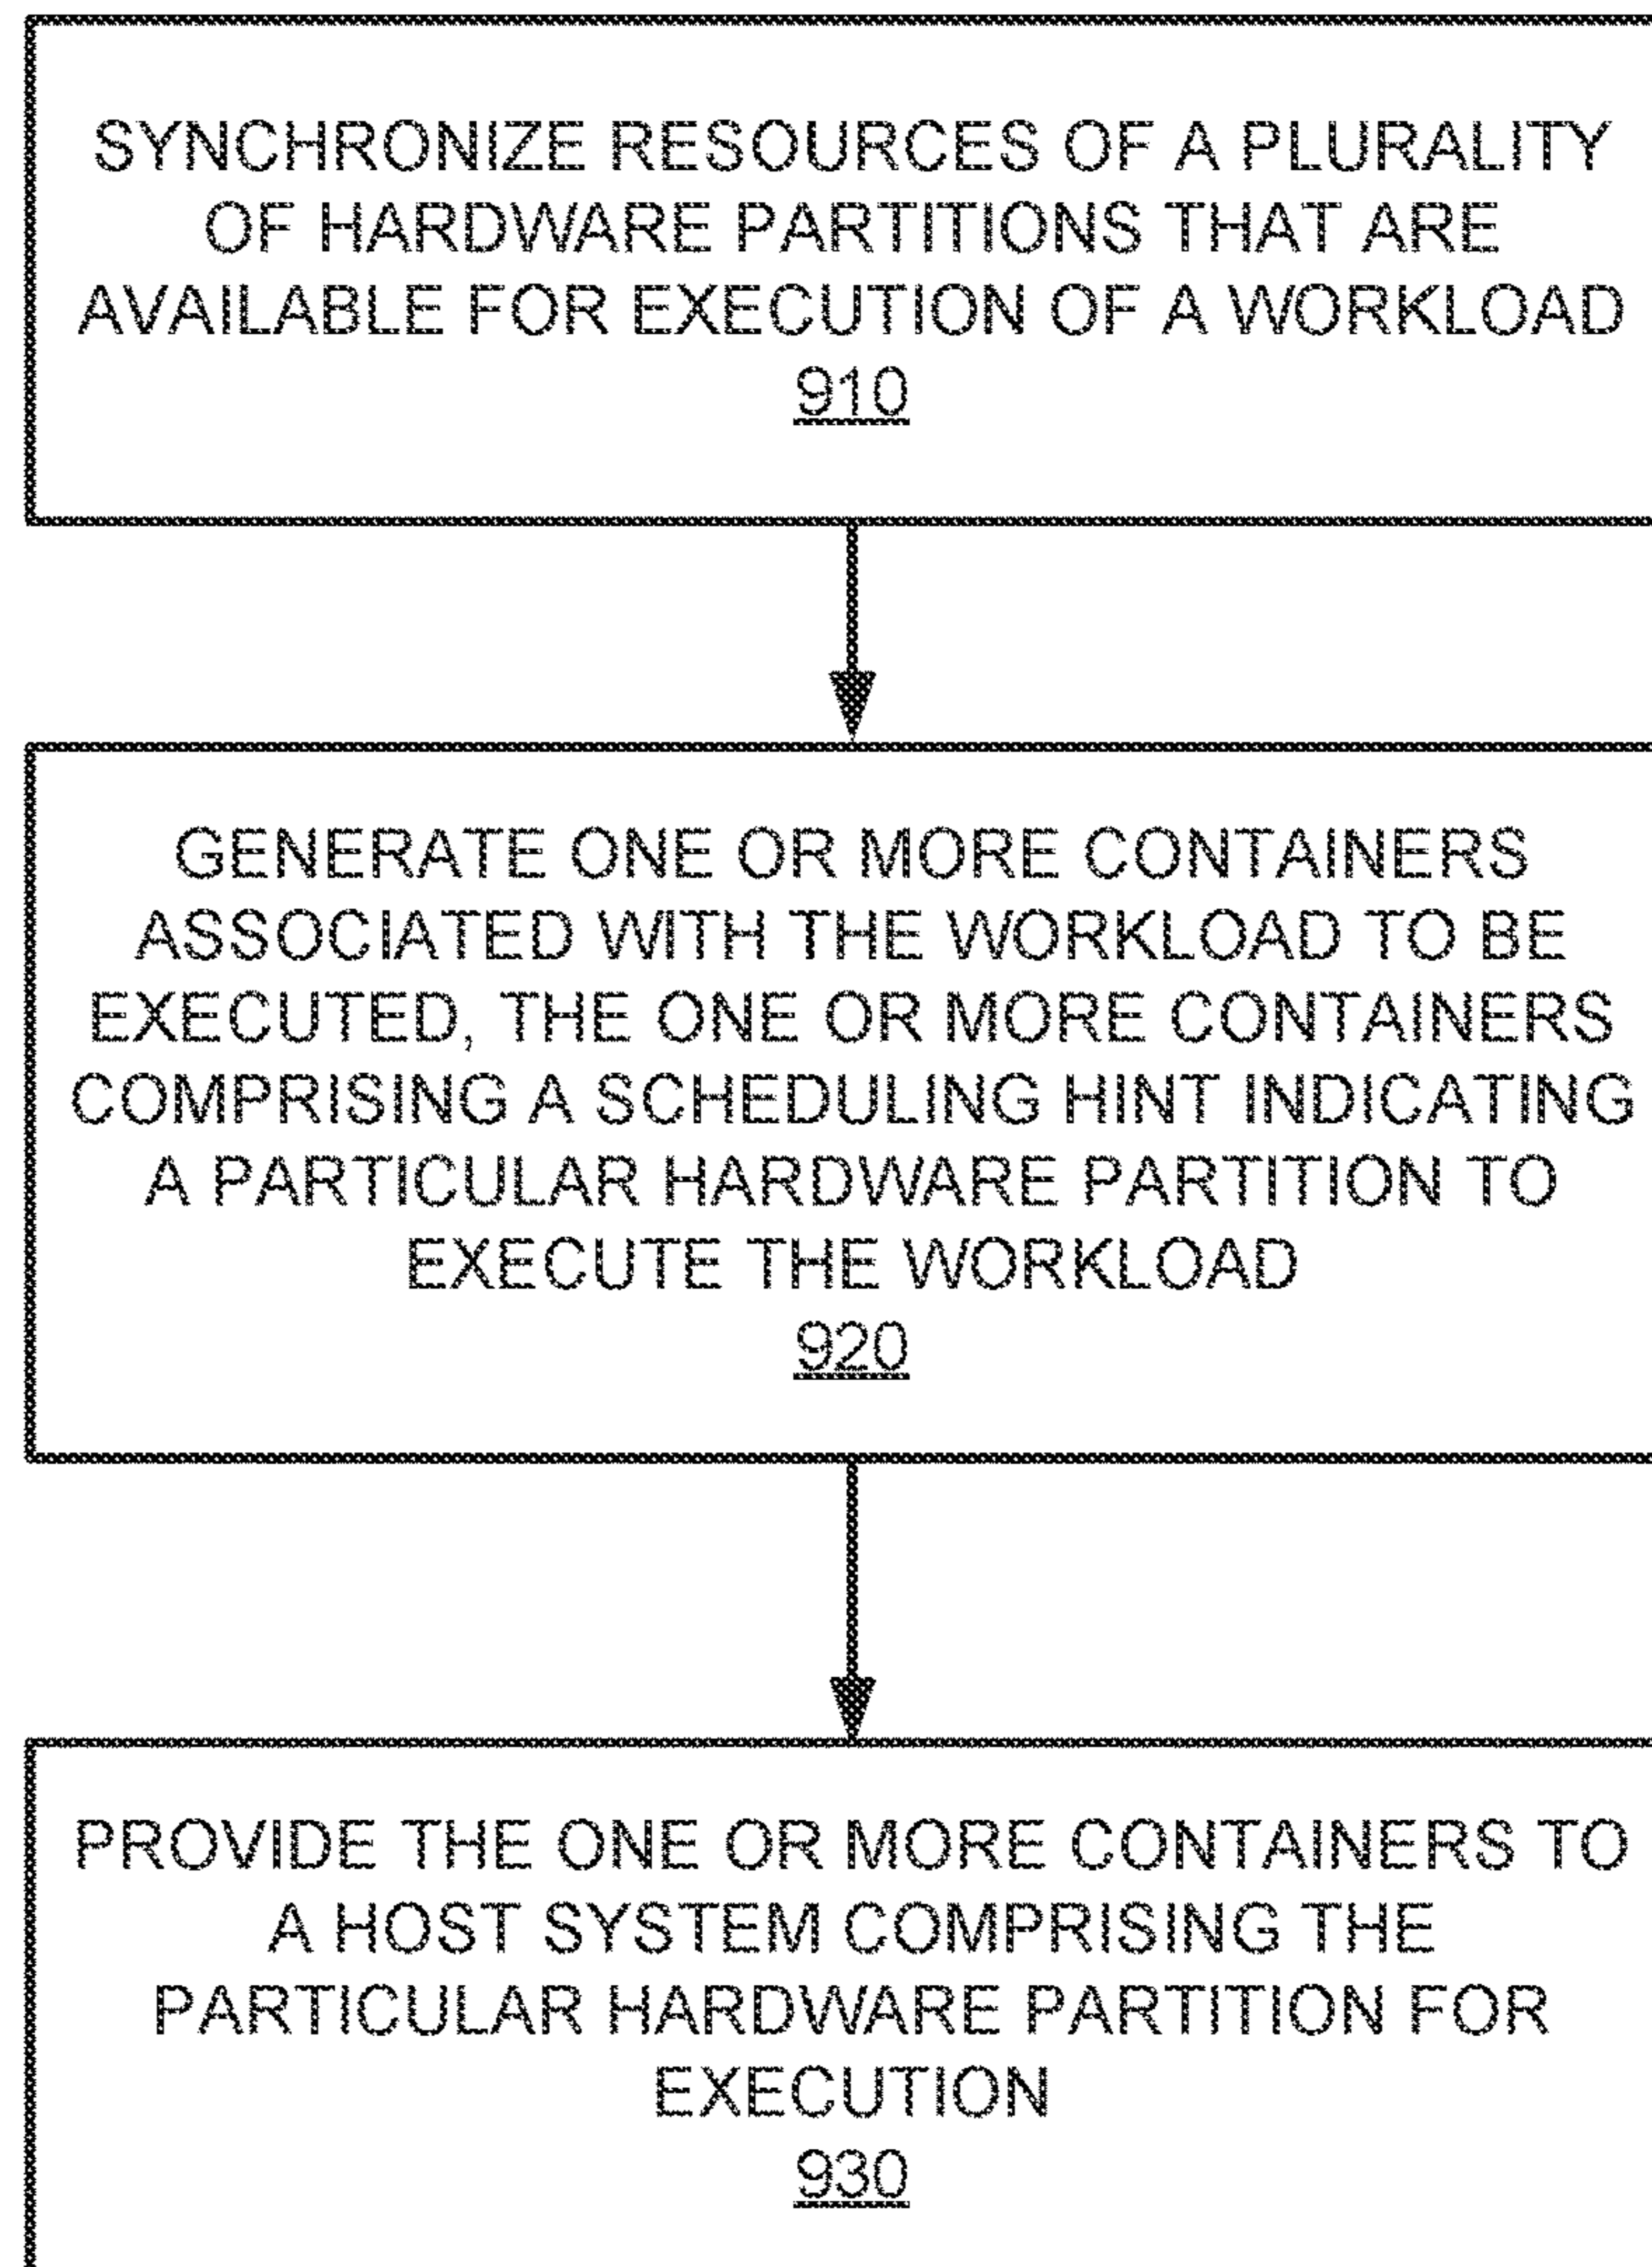 SYNCHRONIZE RESOURCES OF A PLURALITY
OF HARDWARE PARTITIONS THAT ARE
AVAILABLE FOR EXECUTION OF A WORKLOAD
910
GENERATE ONE OR MORE CONTAINERS
ASSOCIATED WITH THE WORKLOAD TO BE
EXECUTED, THE ONE OR MORE CONTAINERS
COMPRISING A SCHEDULING HINT INDICATING
A PARTICULAR HARDWARE PARTITION TO
EXECUTE THE WORKLOAD
920
PROVIDE THE ONE OR MORE CONTAINERS TO
A HOST SYSTEM COMPRISING THE
PARTICULAR HARDWARE PARTITION FOR
EXECUTION
930